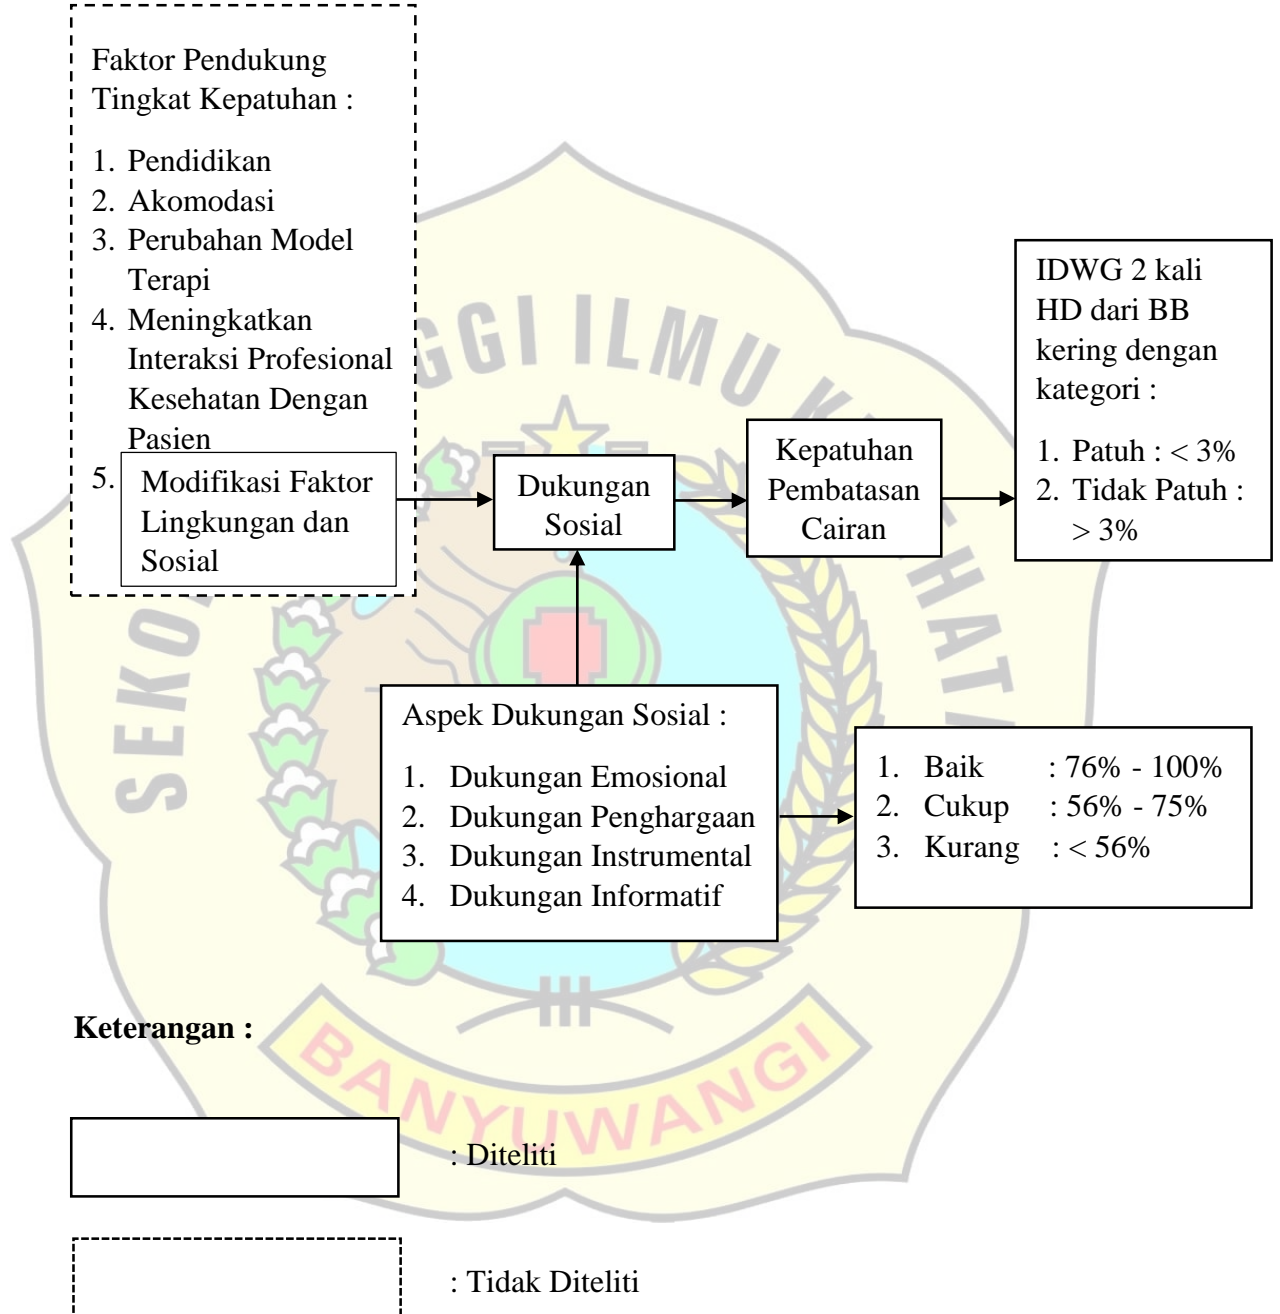 Faktor Pendukung
Tingkat Kepatuhan :
1. Pendidikan
2. Akomodasi
3. Perubahan Model
Terapi
4. Meningkatkan
Interaksi Profesional
Kesehatan Dengan
Pasien
5. Modifikasi Faktor
Lingkungan dan
Sosial
Dukungan
Sosial
Kepatuhan
Pembatasan
Cairan
IDWG 2 kali
HD dari BB
kering dengan
kategori :
1. Patuh : < 3%
2. Tidak Patuh :
> 3%
Aspek Dukungan Sosial :
1. Dukungan Emosional
2. Dukungan Penghargaan
3. Dukungan Instrumental
4. Dukungan Informatif
1. Baik : 76% - 100%
2. Cukup : 56% - 75%
3. Kurang : < 56%
Keterangan :
: Diteliti
: Tidak Diteliti
ILMU
BANYUWANGI